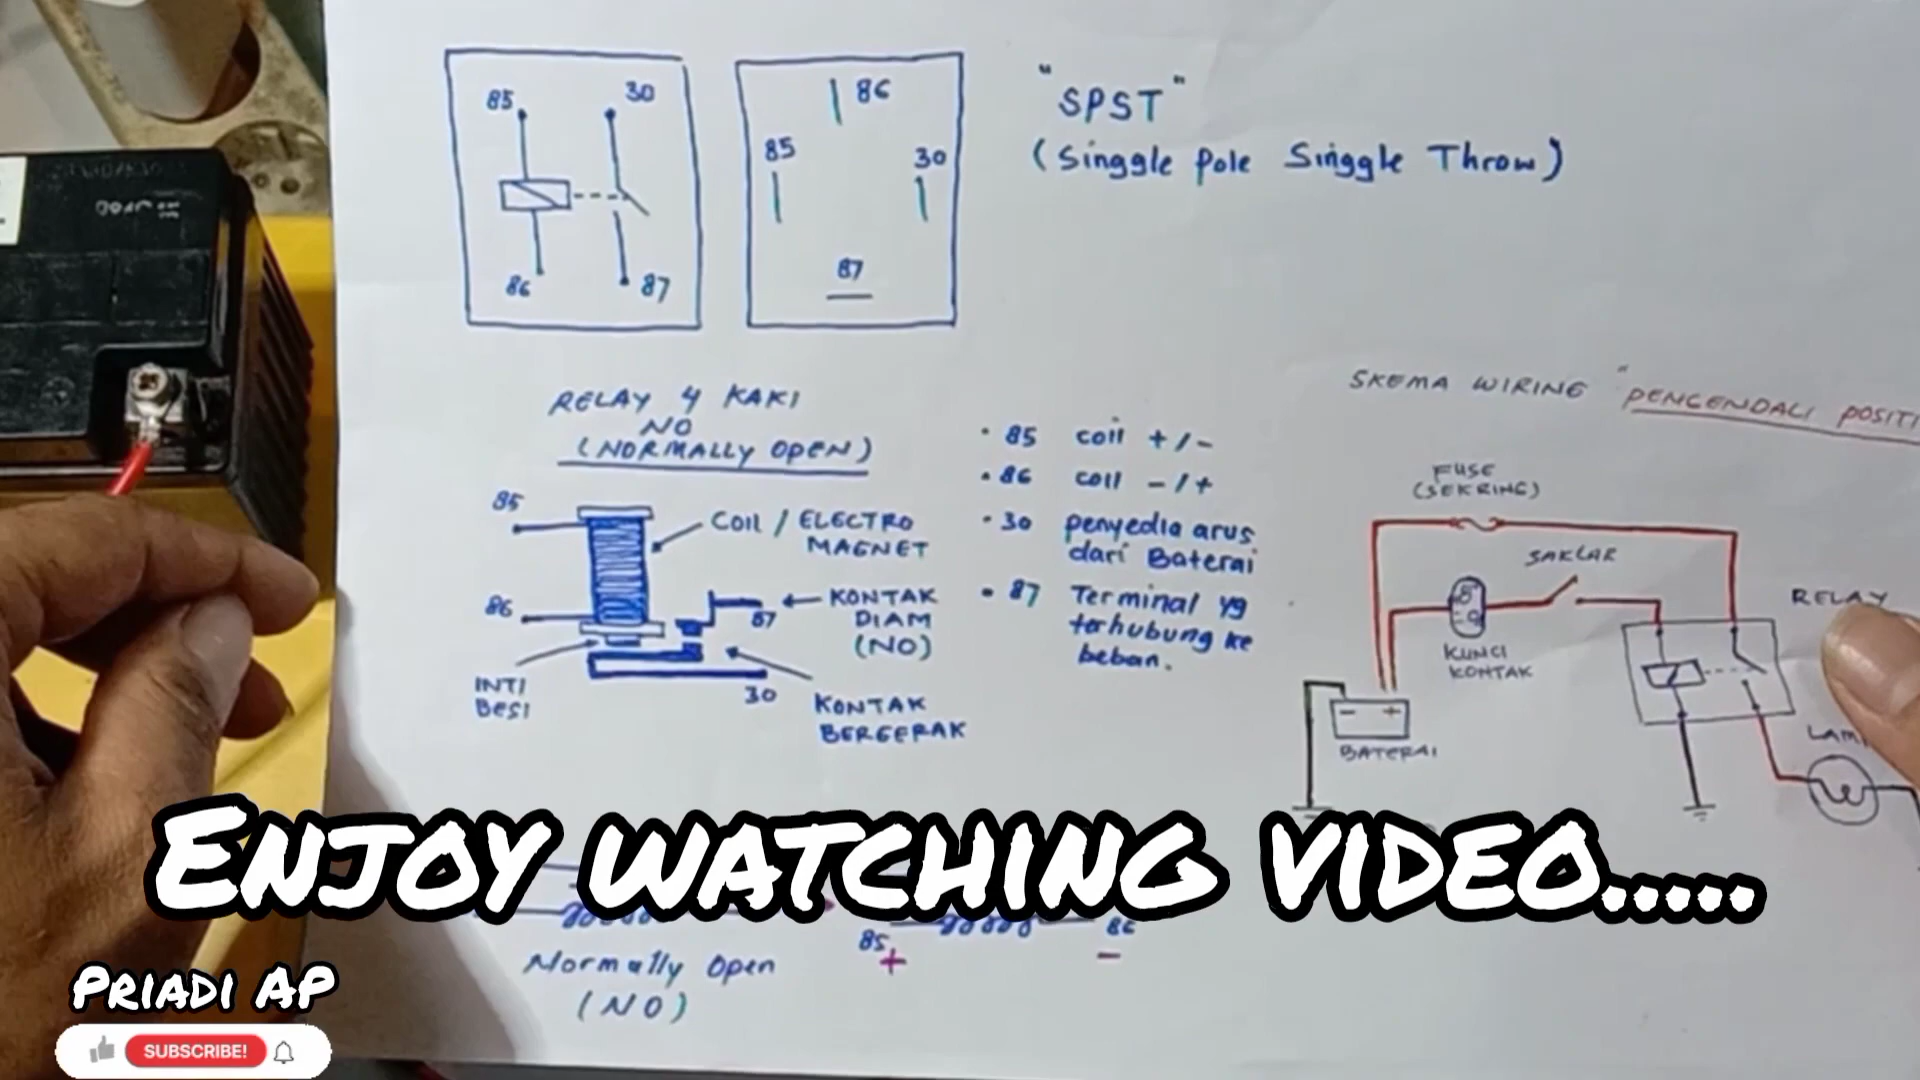 85
30
86
87
86
85
30
87
"SPST"
(Singgle Pole Singgle Throw)
RELAY 4 KAKI
NO
(NORMALLY OPEN)
85
COIL / ELECTRO
MAGNET
86
87
KONTAK
DIAM
(NO)
INTI
BESI
30
KONTAK
BERGERAK
• 85 coil +/-
• 86 coil -/+
• 30 penyedia arus
dari Baterai
• 87 Terminal yg
terhubung ke
beban.
SKEMA WIRING "PENGENDALI POSITI
FUSE
(SEKRING)
SAKLAR
RELAY
KUNCI
KONTAK
- +
BATERAI
LAM
ENJOY WATCHING VIDEO.....
85
+
86
-
Normally Open
(NO)
PRIADI AP
SUBSCRIBE!